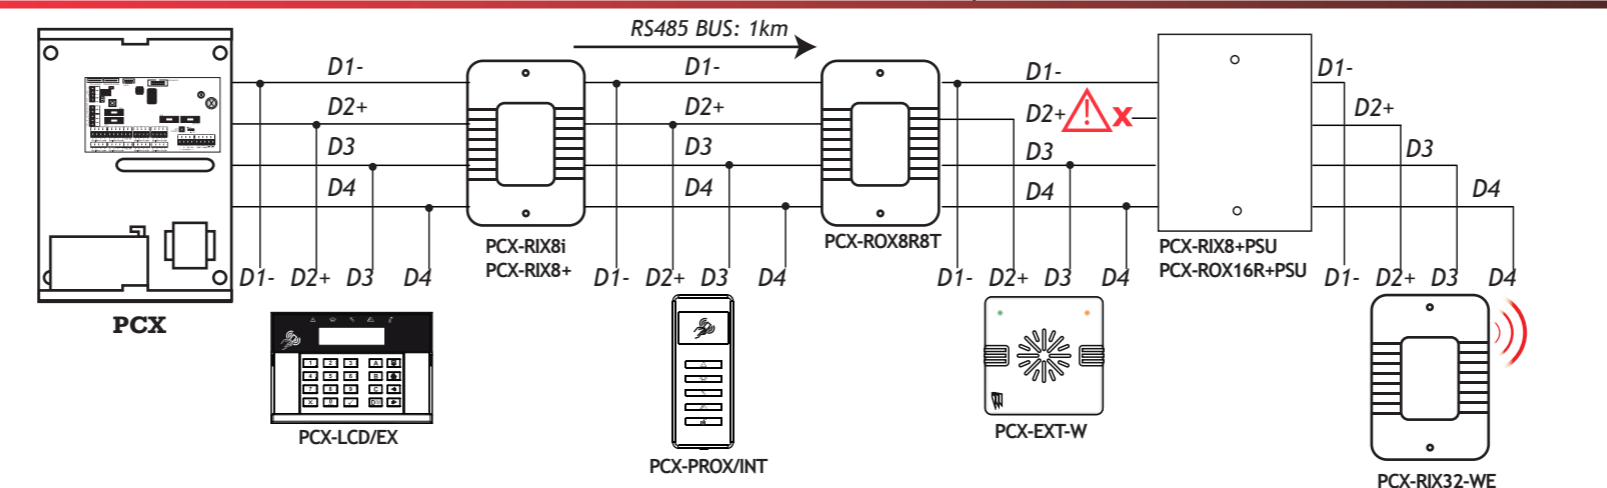 RS485 BUS: 1km
D1- D1- D1- D1-
D2+ D2+ D2+ X D2+
D3 D3 D3 D3
D4 D4 D4 D4
PCX-RIX8i
PCX-RIX8+
PCX-ROX8R8T
PCX-RIX8+PSU
PCX-ROX16R+PSU
D1- D2+ D3 D4 D1- D2+ D3 D4 D1- D2+ D3 D4 D1- D2+ D3 D4
PCX
PCX-LCD/EX
PCX-PROX/INT
PCX-EXT-W
PCX-RIX32-WE